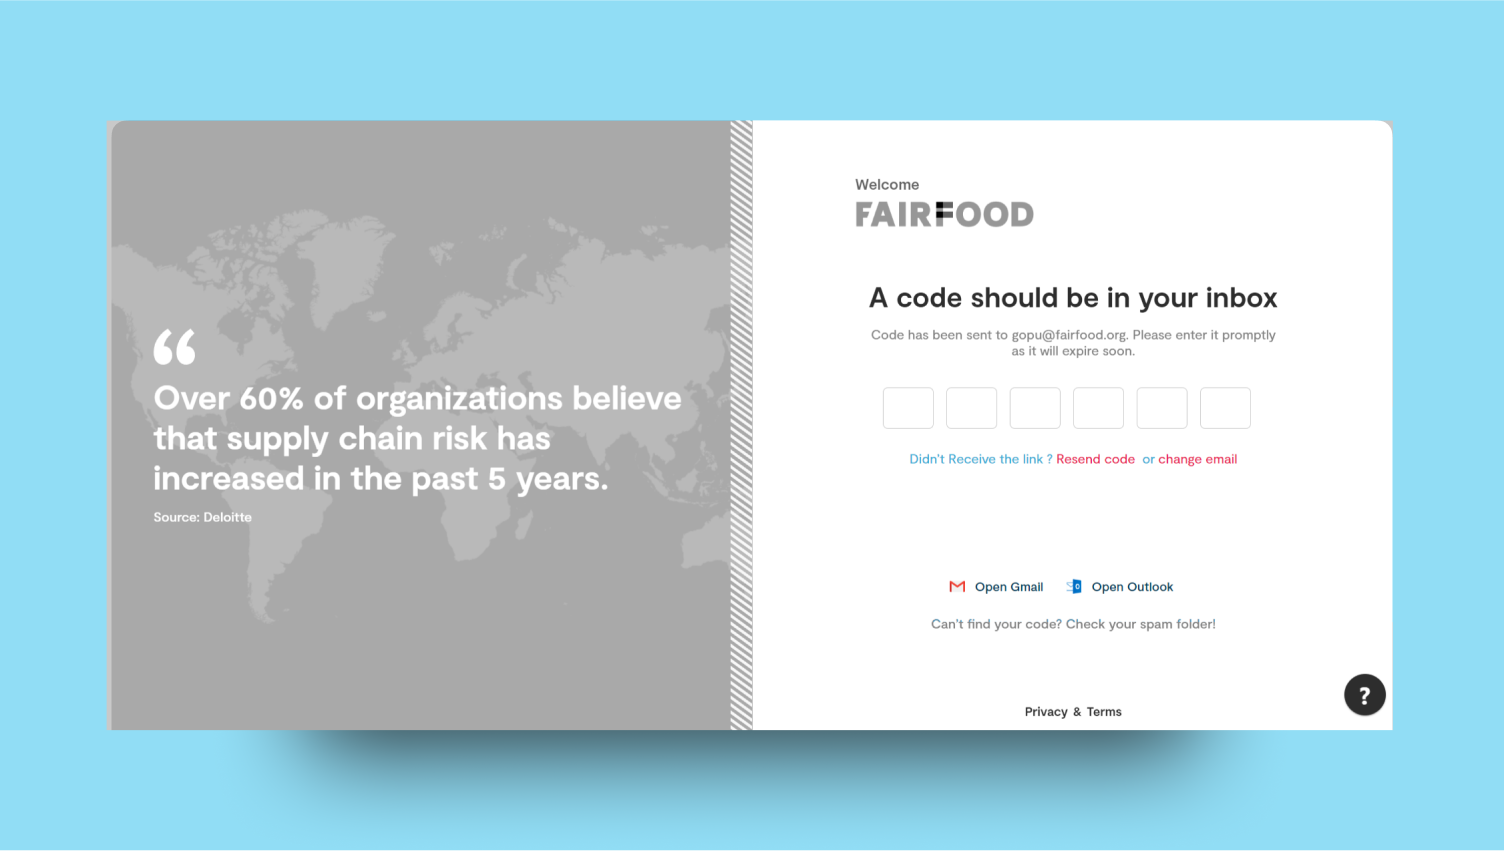 “
Over 60% of organizations believe
that supply chain risk has
increased in the past 5 years.
Source: Deloitte
Welcome
FAIRFOOD
A code should be in your inbox
Code has been sent to gopu@fairfood.org. Please enter it promptly
as it will expire soon.
Didn't Receive the link ? Resend code or change email
Open Gmail Open Outlook
Can't find your code? Check your spam folder!
?
Privacy & Terms